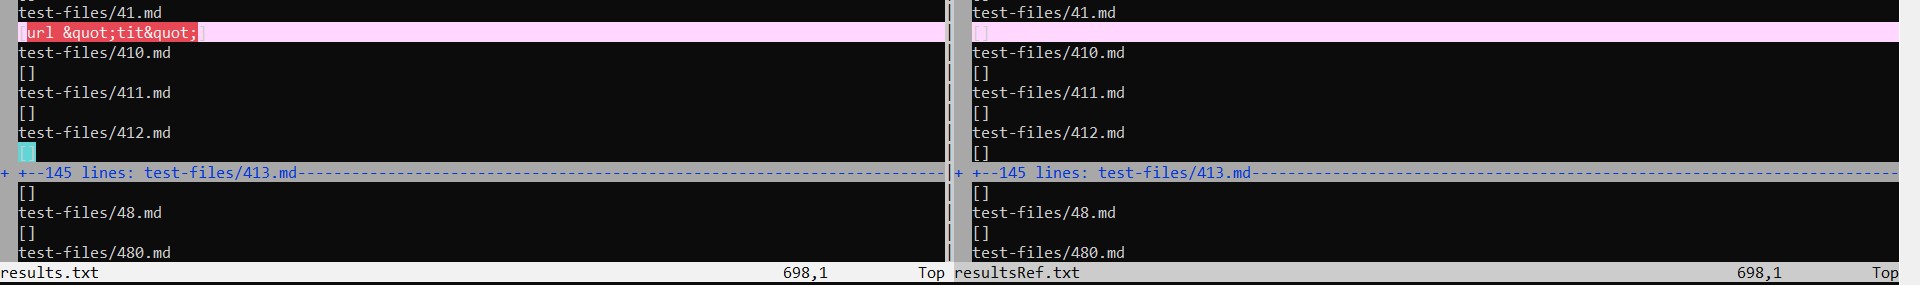 test-files/41.md
[url &quot;tit&quot;]
test-files/410.md
[]
test-files/411.md
[]
test-files/412.md
[]
+ +--145 lines: test-files/413.md--------------------------------------------------------------------------
[]
test-files/48.md
[]
test-files/480.md
results.txt 698,1 Top
test-files/41.md
[]
test-files/410.md
[]
test-files/411.md
[]
test-files/412.md
[]
+ +--145 lines: test-files/413.md--------------------------------------------------------------------------
[]
test-files/48.md
[]
test-files/480.md
resultsRef.txt 698,1 Top